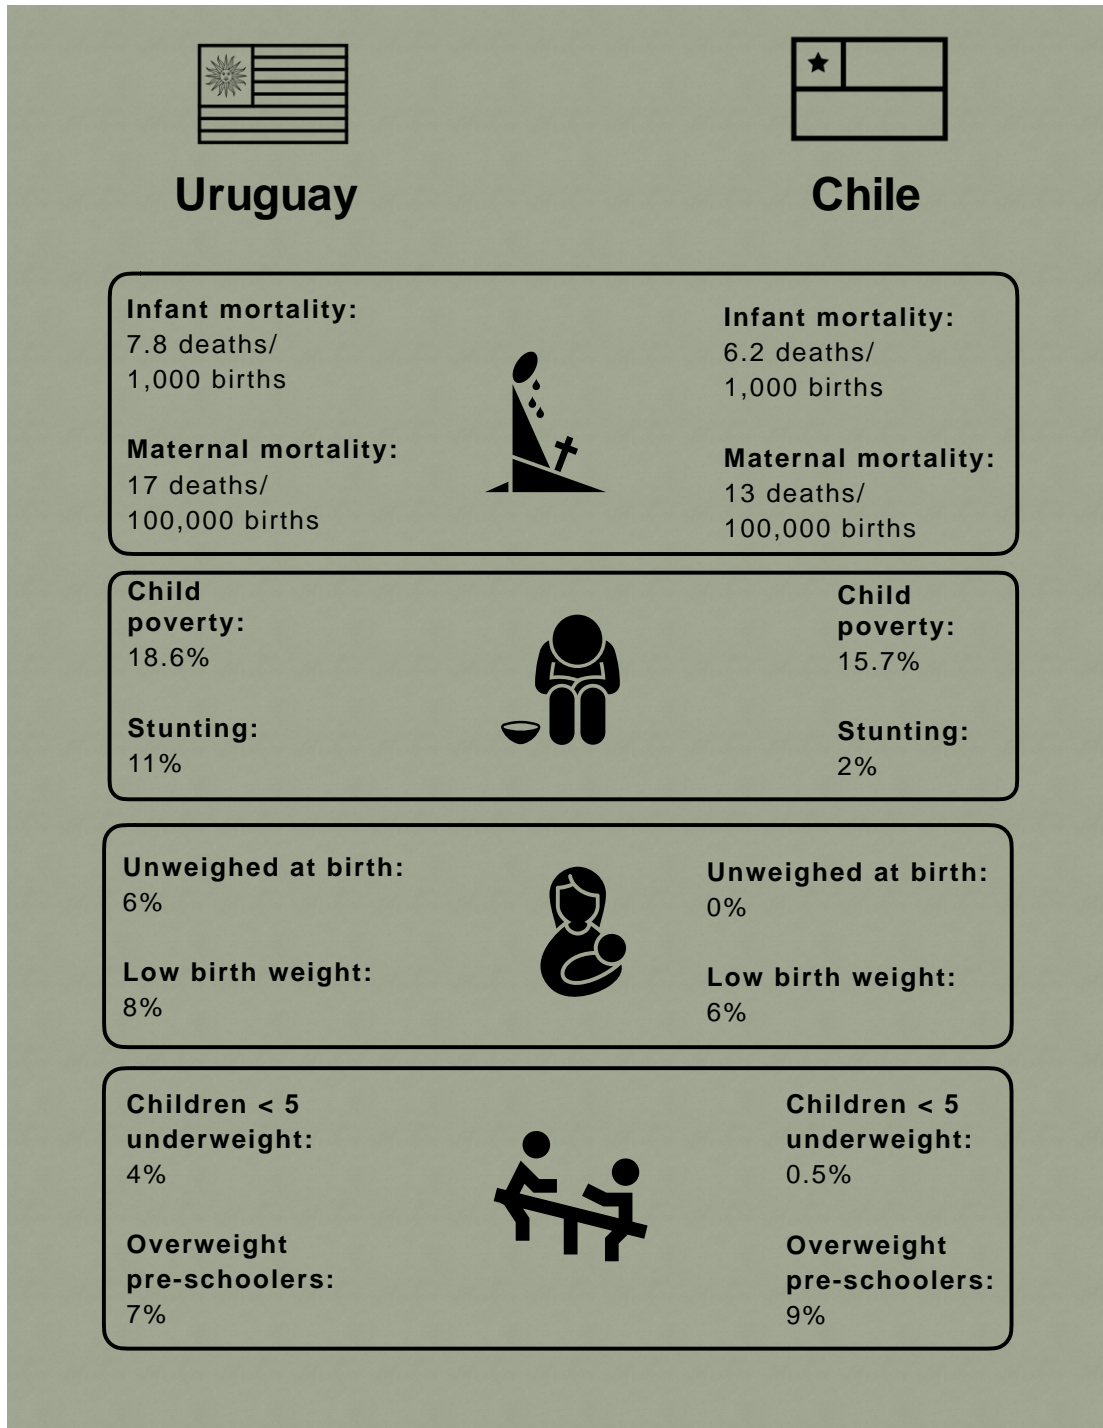 Uruguay
Chile
Infant mortality:
7.8 deaths/
1,000 births
Maternal mortality:
17 deaths/
100,000 births
Infant mortality:
6.2 deaths/
1,000 births
Maternal mortality:
13 deaths/
100,000 births
Child
poverty:
18.6%
Stunting:
11%
Child
poverty:
15.7%
Stunting:
2%
Unweighed at birth:
6%
Low birth weight:
8%
Unweighed at birth:
0%
Low birth weight:
6%
Children < 5
underweight:
4%
Overweight
pre-schoolers:
7%
Children < 5
underweight:
0.5%
Overweight
pre-schoolers:
9%